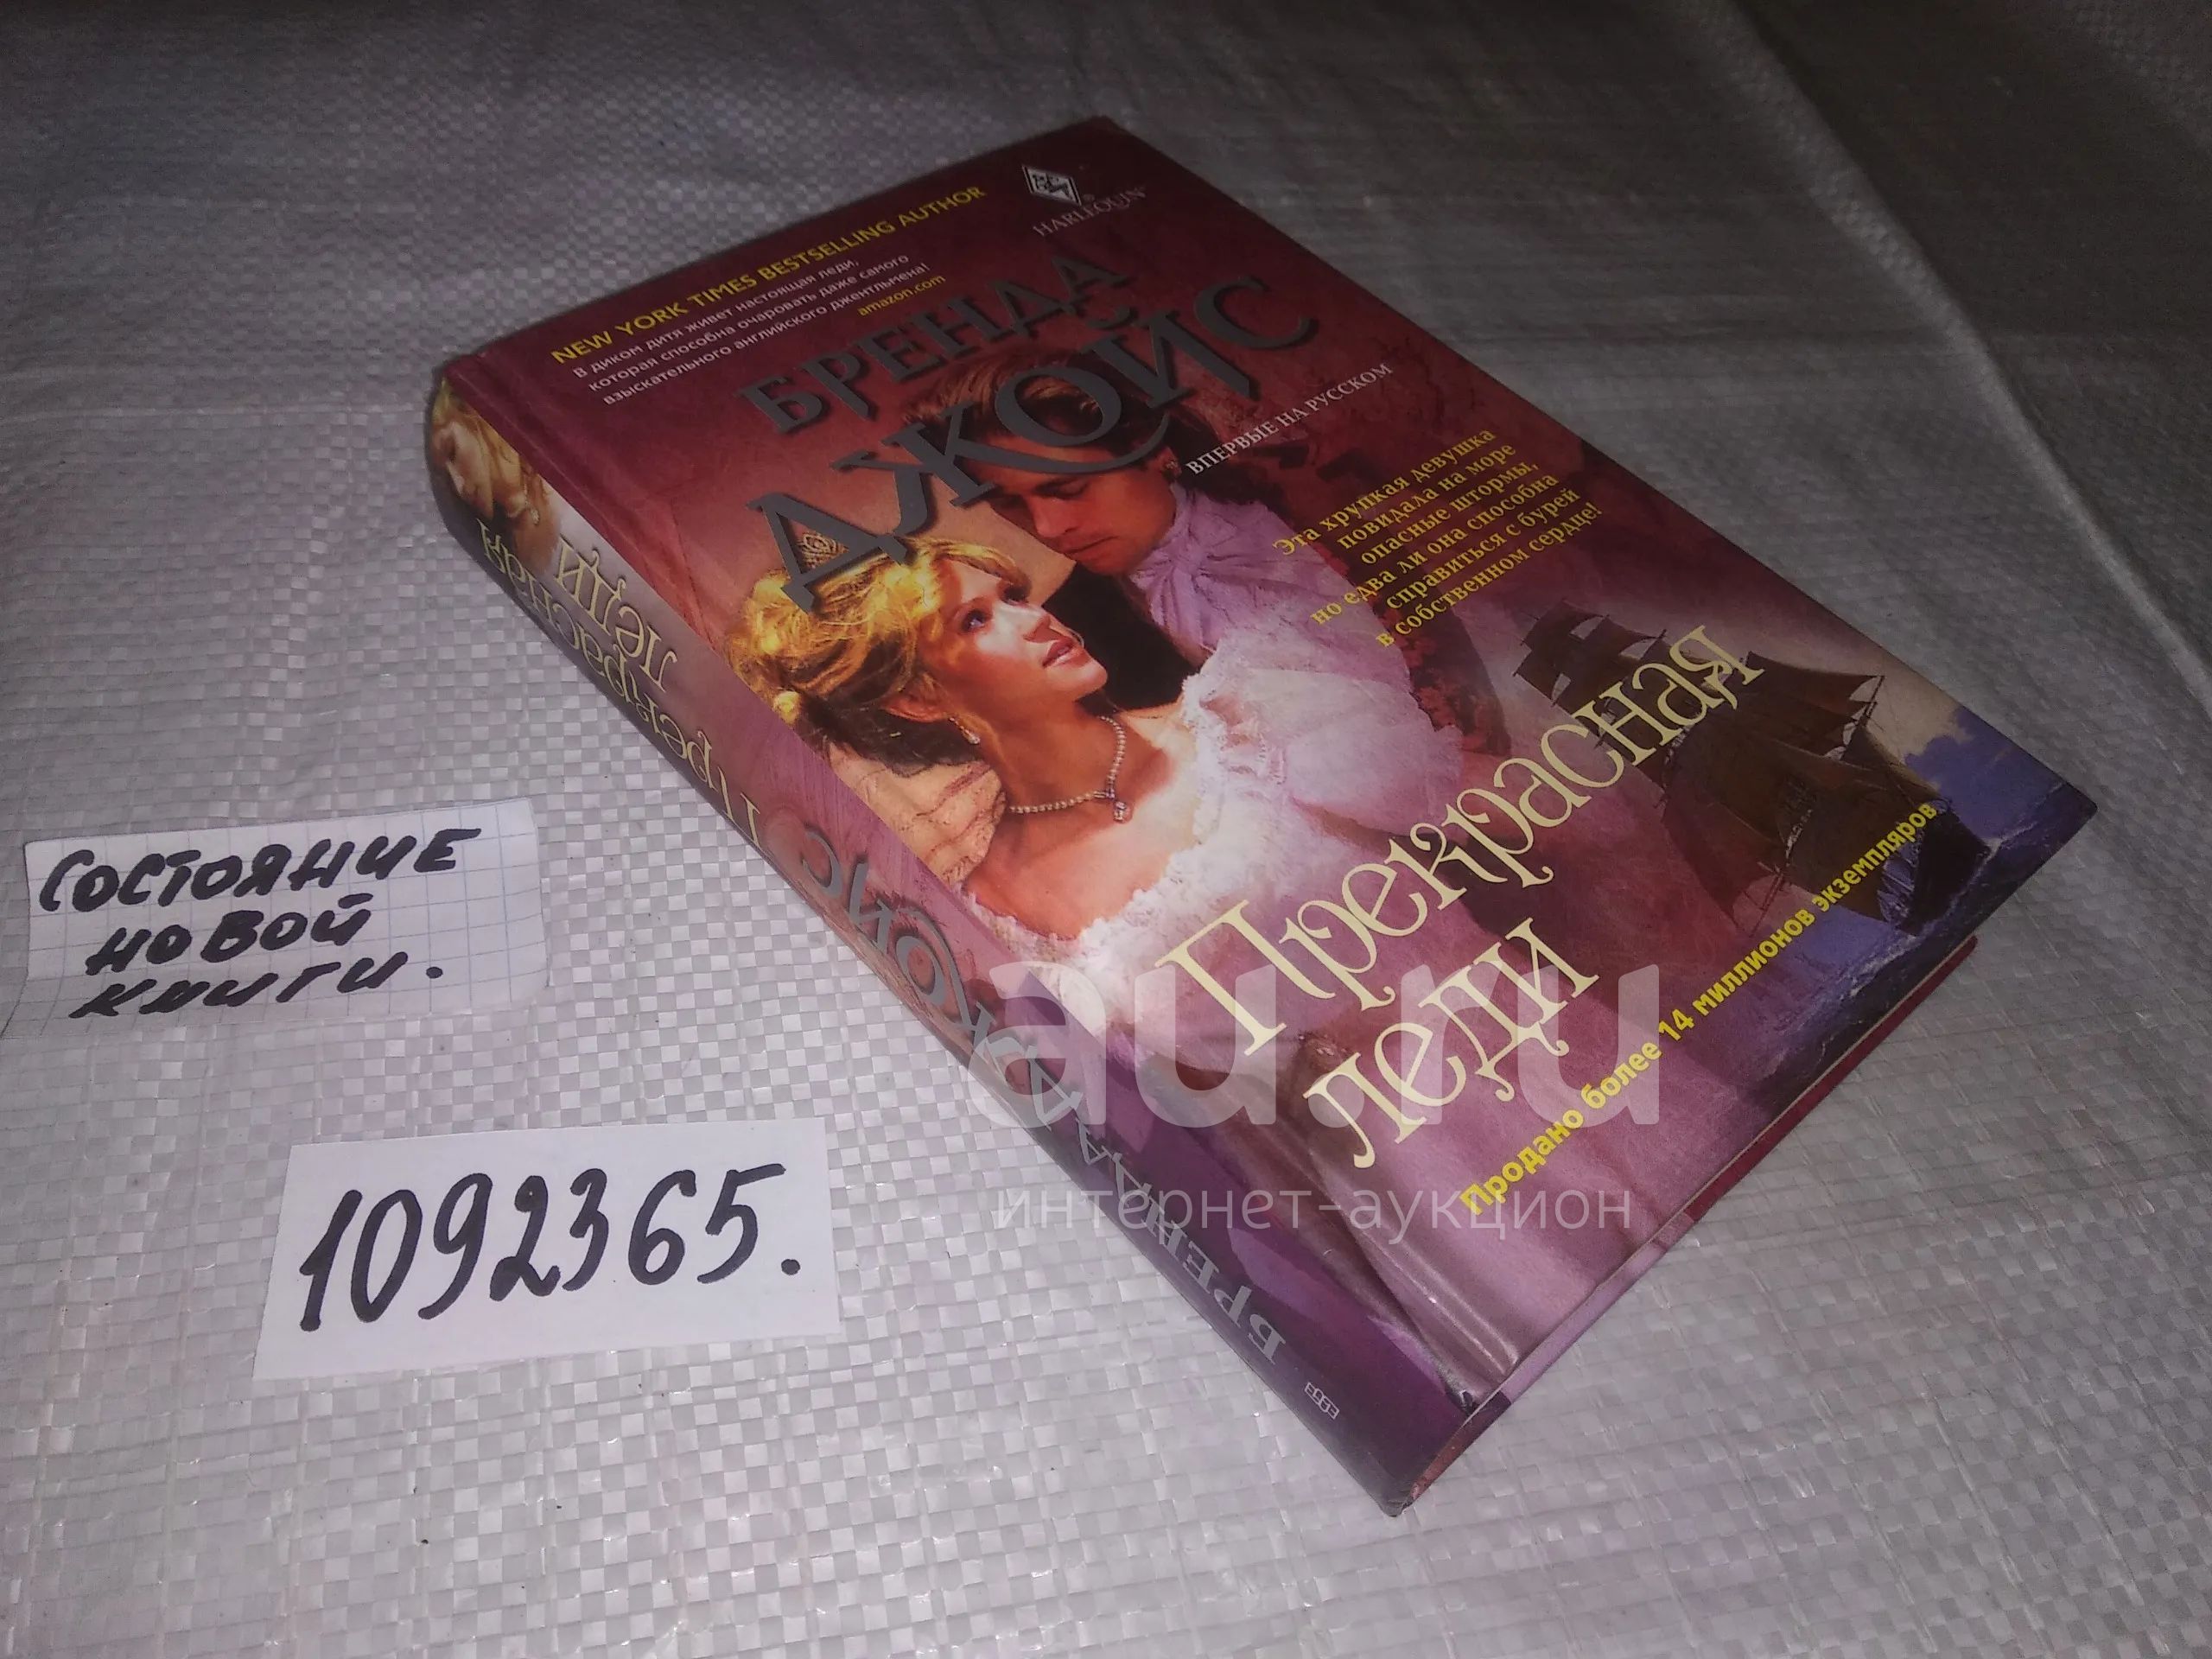 NEW YORK TIMES BESTSELLING AUTHOR
В диком дитя живет настоящая леди,
которая способна очаровать даже самого
взыскательного английского джентльмена!
amazon.com
HARLEQUIN
БРЕНДА
ДЖОЙС
ВПЕРВЫЕ НА РУССКОМ
Эта хрупкая девушка
повидала на море
опасные штормы,
но едва ли она способна
справиться с бурей
в собственном сердце!
Прекрасная
леди
Продано более 14 миллионов экземпляров
БРЕНДА ДЖОЙС
Прекрасная
леди
СОСТОЯНИЕ
НОВОЙ
КНИГИ.
1092365.
au.ru
интернет-аукцион